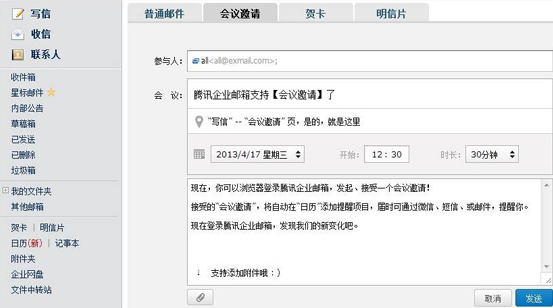 写信
收信
联系人
收件箱
星标邮件
内部公告
草稿箱
已发送
已删除
垃圾箱
我的文件夹
其他邮箱
贺卡 | 明信片
日历(新) | 记事本
附件夹
企业网盘
文件中转站
普通邮件 会议邀请 贺卡 明信片
参与人: all<all@exmail.com>;
会 议: 腾讯企业邮箱支持【会议邀请】了
"写信" -- "会议邀请" 页，是的，就是这里
2013/4/17 星期三 开始: 12 : 30 时长: 30分钟
现在，你可以浏览器登录腾讯企业邮箱，发起、接受一个会议邀请！
接受的"会议邀请"，将自动在"日历"添加提醒项目，届时可通过微信、短信、或邮件，提醒你。
现在登录腾讯企业邮箱，发现我们的新变化吧。
↓ 支持添加附件哦：）
取消 发送